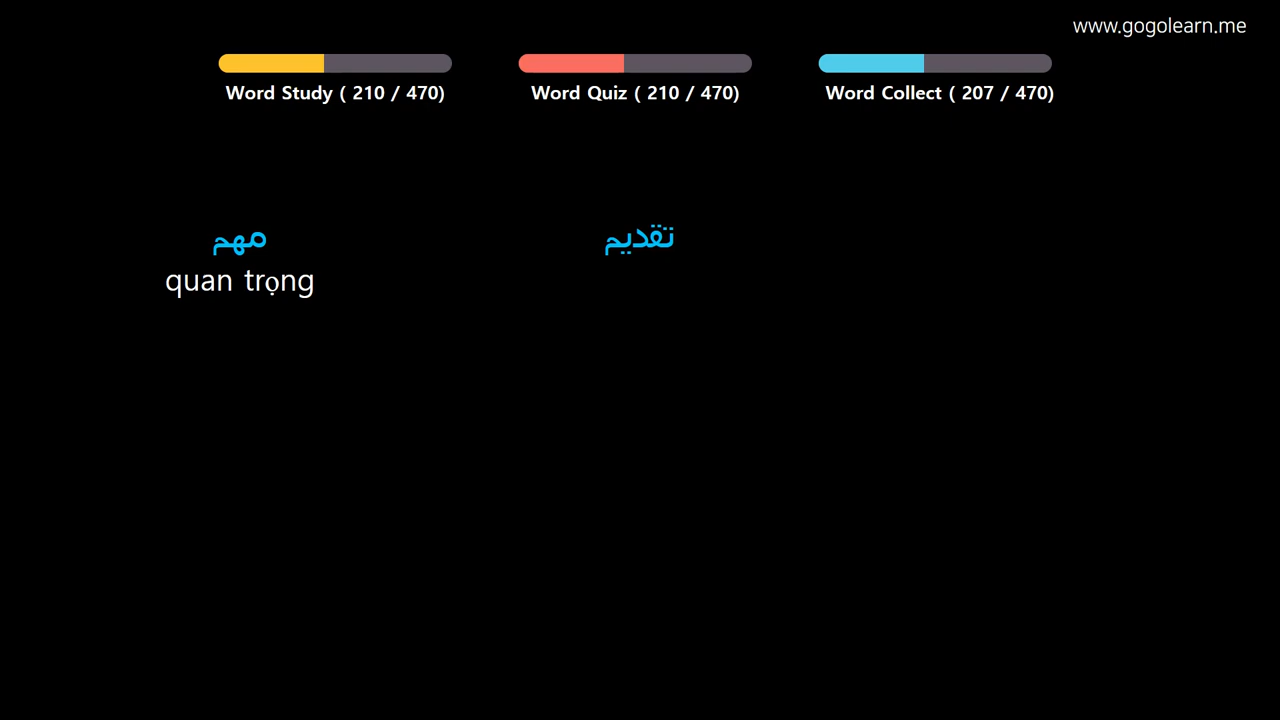 www.gogolearn.me
Word Study ( 210 / 470)
Word Quiz ( 210 / 470)
Word Collect ( 207 / 470)
مهم
quan trọng
تقديم